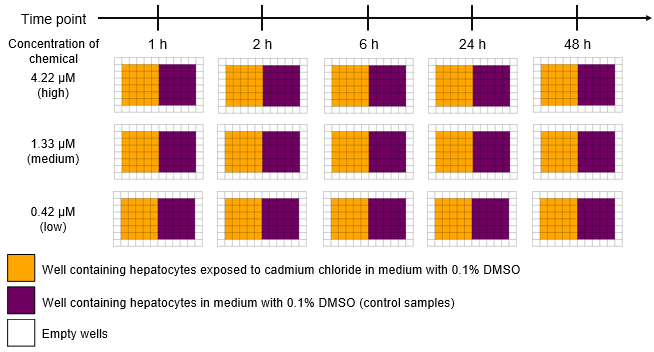 Time point
Concentration of
chemical
1 h
2 h
6 h
24 h
48 h
4.22 µM
(high)
1.33 µM
(medium)
0.42 µM
(low)
Well containing hepatocytes exposed to cadmium chloride in medium with 0.1% DMSO
Well containing hepatocytes in medium with 0.1% DMSO (control samples)
Empty wells